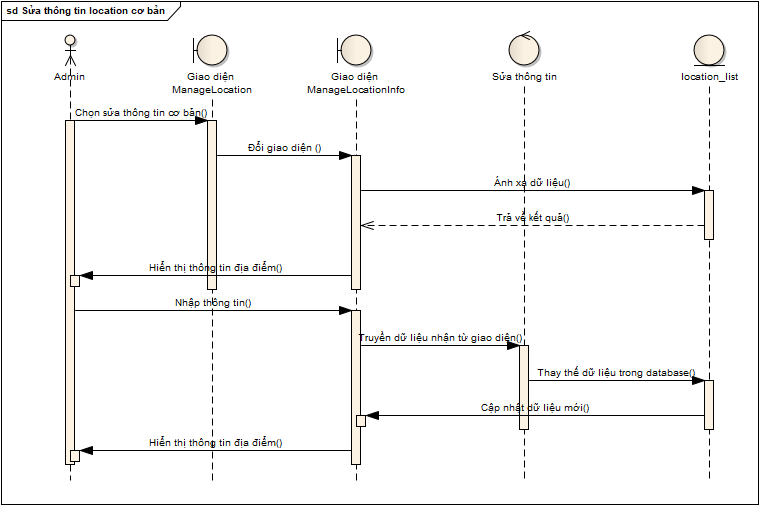 sd Sửa thông tin location cơ bản
Admin
Giao diện
ManageLocation
Giao diện
ManageLocationInfo
Sửa thông tin
location_list
Chọn sửa thông tin cơ bản()
Đổi giao diện ()
Ánh xạ dữ liệu()
Trả về kết quả()
Hiển thị thông tin địa điểm()
Nhập thông tin()
Truyền dữ liệu nhận từ giao diện()
Thay thế dữ liệu trong database()
Cập nhật dữ liệu mới()
Hiển thị thông tin địa điểm()